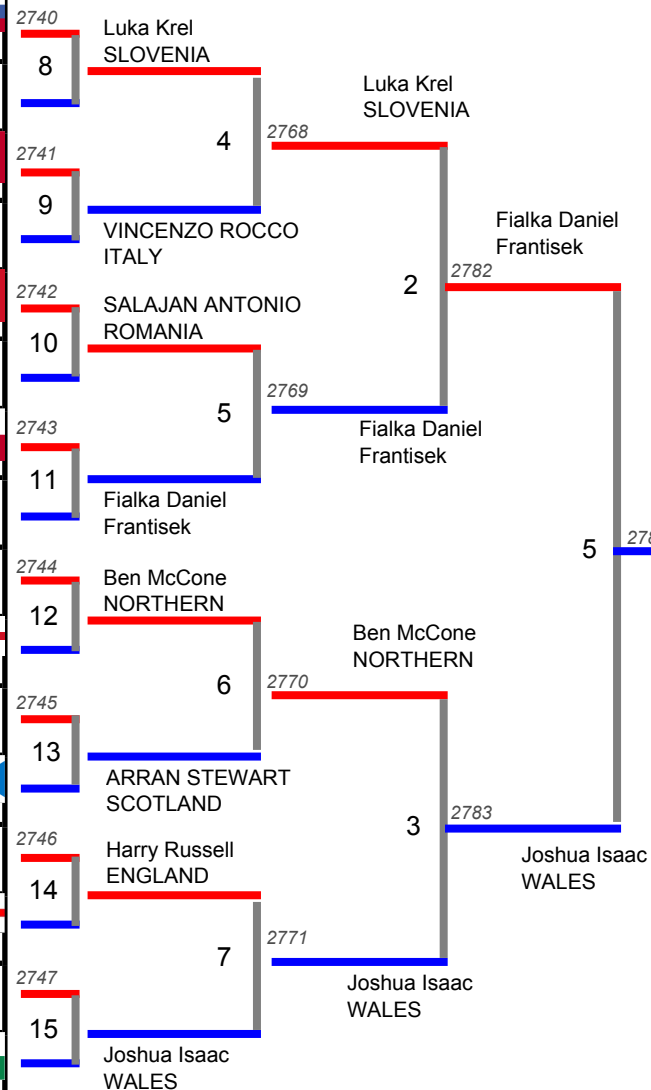 2740
8
Luka Krel
SLOVENIA
4
2741
9
VINCENZO ROCCO
ITALY
2768
Luka Krel
SLOVENIA
2742
10
SALAJAN ANTONIO
ROMANIA
5
2743
11
Fialka Daniel
Frantisek
2769
Fialka Daniel
Frantisek
2
2782
Fialka Daniel
Frantisek
2744
12
Ben McCone
NORTHERN
6
2745
13
ARRAN STEWART
SCOTLAND
2770
Ben McCone
NORTHERN
2746
14
Harry Russell
ENGLAND
7
2747
15
Joshua Isaac
WALES
2771
Joshua Isaac
WALES
3
2783
Joshua Isaac
WALES
5